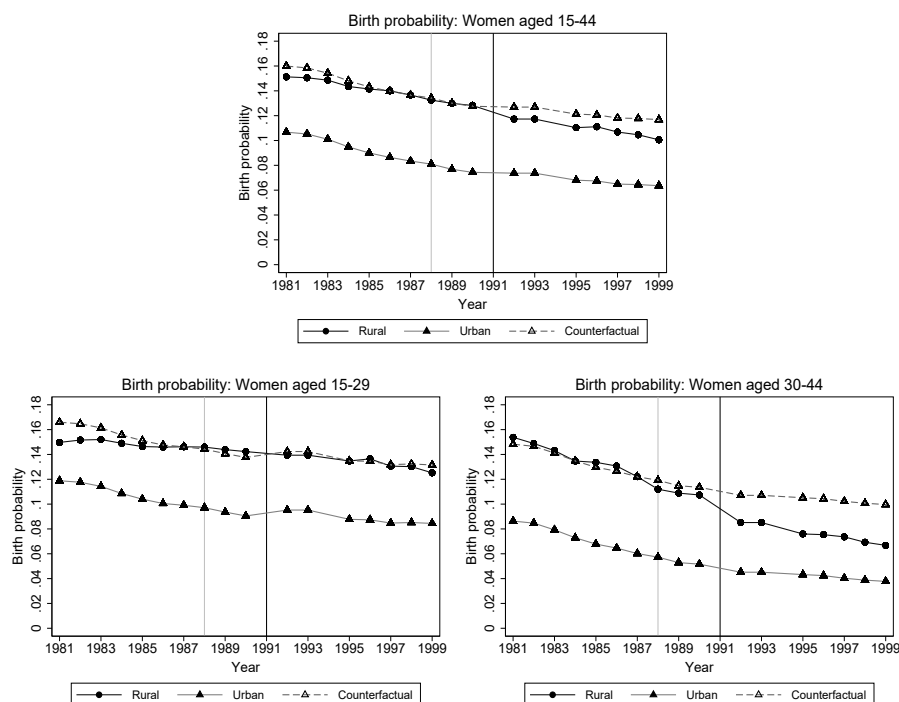 Birth probability: Women aged 15-44
Birth probability
0 .02 .04 .06 .08 .1 .12 .14 .16 .18
1981 1983 1985 1987 1989 1991 1993 1995 1997 1999
Year
Rural Urban Counterfactual
Birth probability: Women aged 15-29
Birth probability
0 .02 .04 .06 .08 .1 .12 .14 .16 .18
1981 1983 1985 1987 1989 1991 1993 1995 1997 1999
Year
Rural Urban Counterfactual
Birth probability: Women aged 30-44
Birth probability
0 .02 .04 .06 .08 .1 .12 .14 .16 .18
1981 1983 1985 1987 1989 1991 1993 1995 1997 1999
Year
Rural Urban Counterfactual